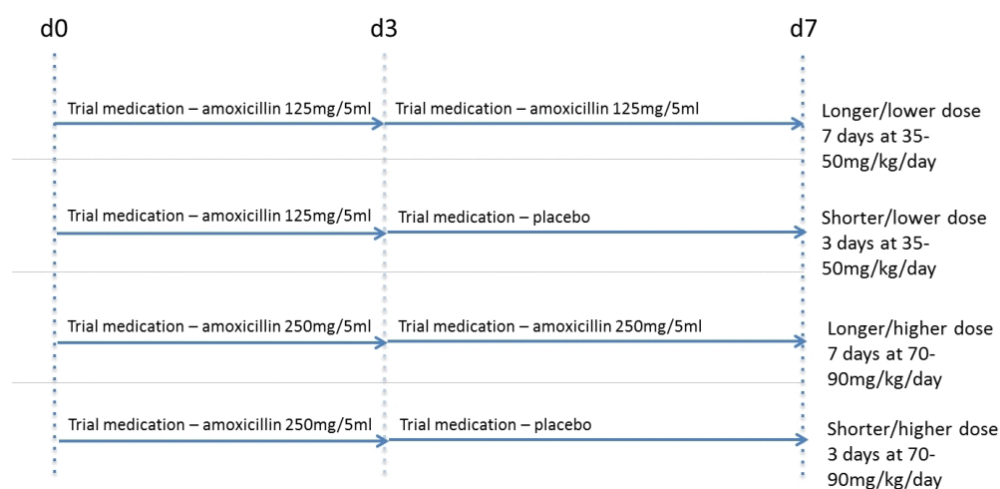 d0
d3
d7
Trial medication – amoxicillin 125mg/5ml
Trial medication – amoxicillin 125mg/5ml
Longer/lower dose
7 days at 35-
50mg/kg/day
Trial medication – amoxicillin 125mg/5ml
Trial medication – placebo
Shorter/lower dose
3 days at 35-
50mg/kg/day
Trial medication – amoxicillin 250mg/5ml
Trial medication – amoxicillin 250mg/5ml
Longer/higher dose
7 days at 70-
90mg/kg/day
Trial medication – amoxicillin 250mg/5ml
Trial medication – placebo
Shorter/higher dose
3 days at 70-
90mg/kg/day